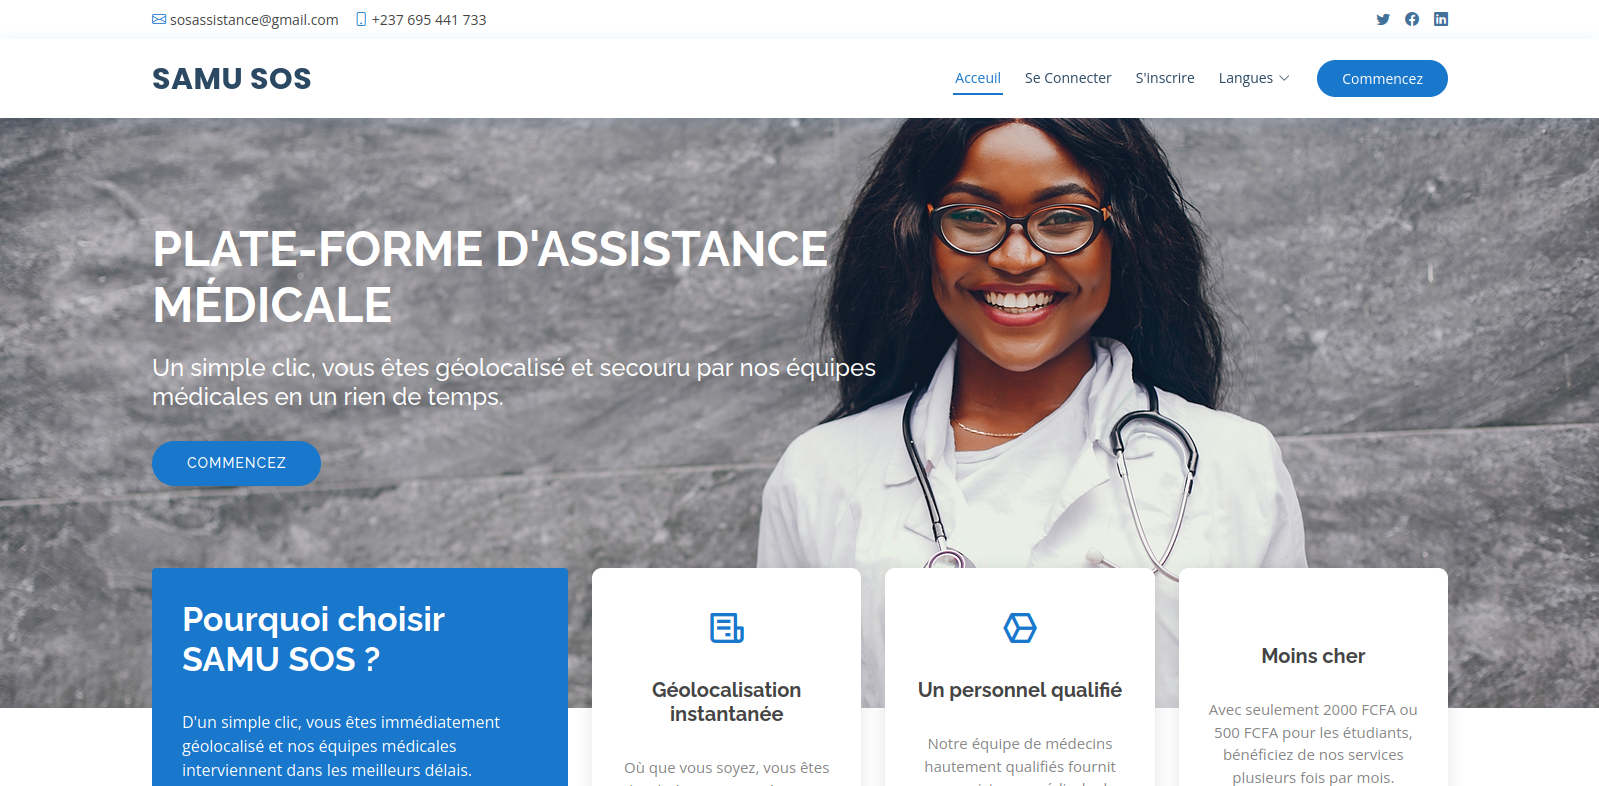 sosassistance@gmail.com +237 695 441 733
SAMU SOS
Acceuil Se Connecter S'inscrire Langues Commencez
PLATE-FORME D'ASSISTANCE
MÉDICALE
Un simple clic, vous êtes géolocalisé et secouru par nos équipes
médicales en un rien de temps.
COMMENCEZ
Pourquoi choisir
SAMU SOS ?
D'un simple clic, vous êtes immédiatement
géolocalisé et nos équipes médicales
interviennent dans les meilleurs délais.
Géolocalisation
instantanée
Où que vous soyez, vous êtes
Un personnel qualifié
Notre équipe de médecins
hautement qualifiés fournit
Moins cher
Avec seulement 2000 FCFA ou
500 FCFA pour les étudiants,
bénéficiez de nos services
plusieurs fois par mois.